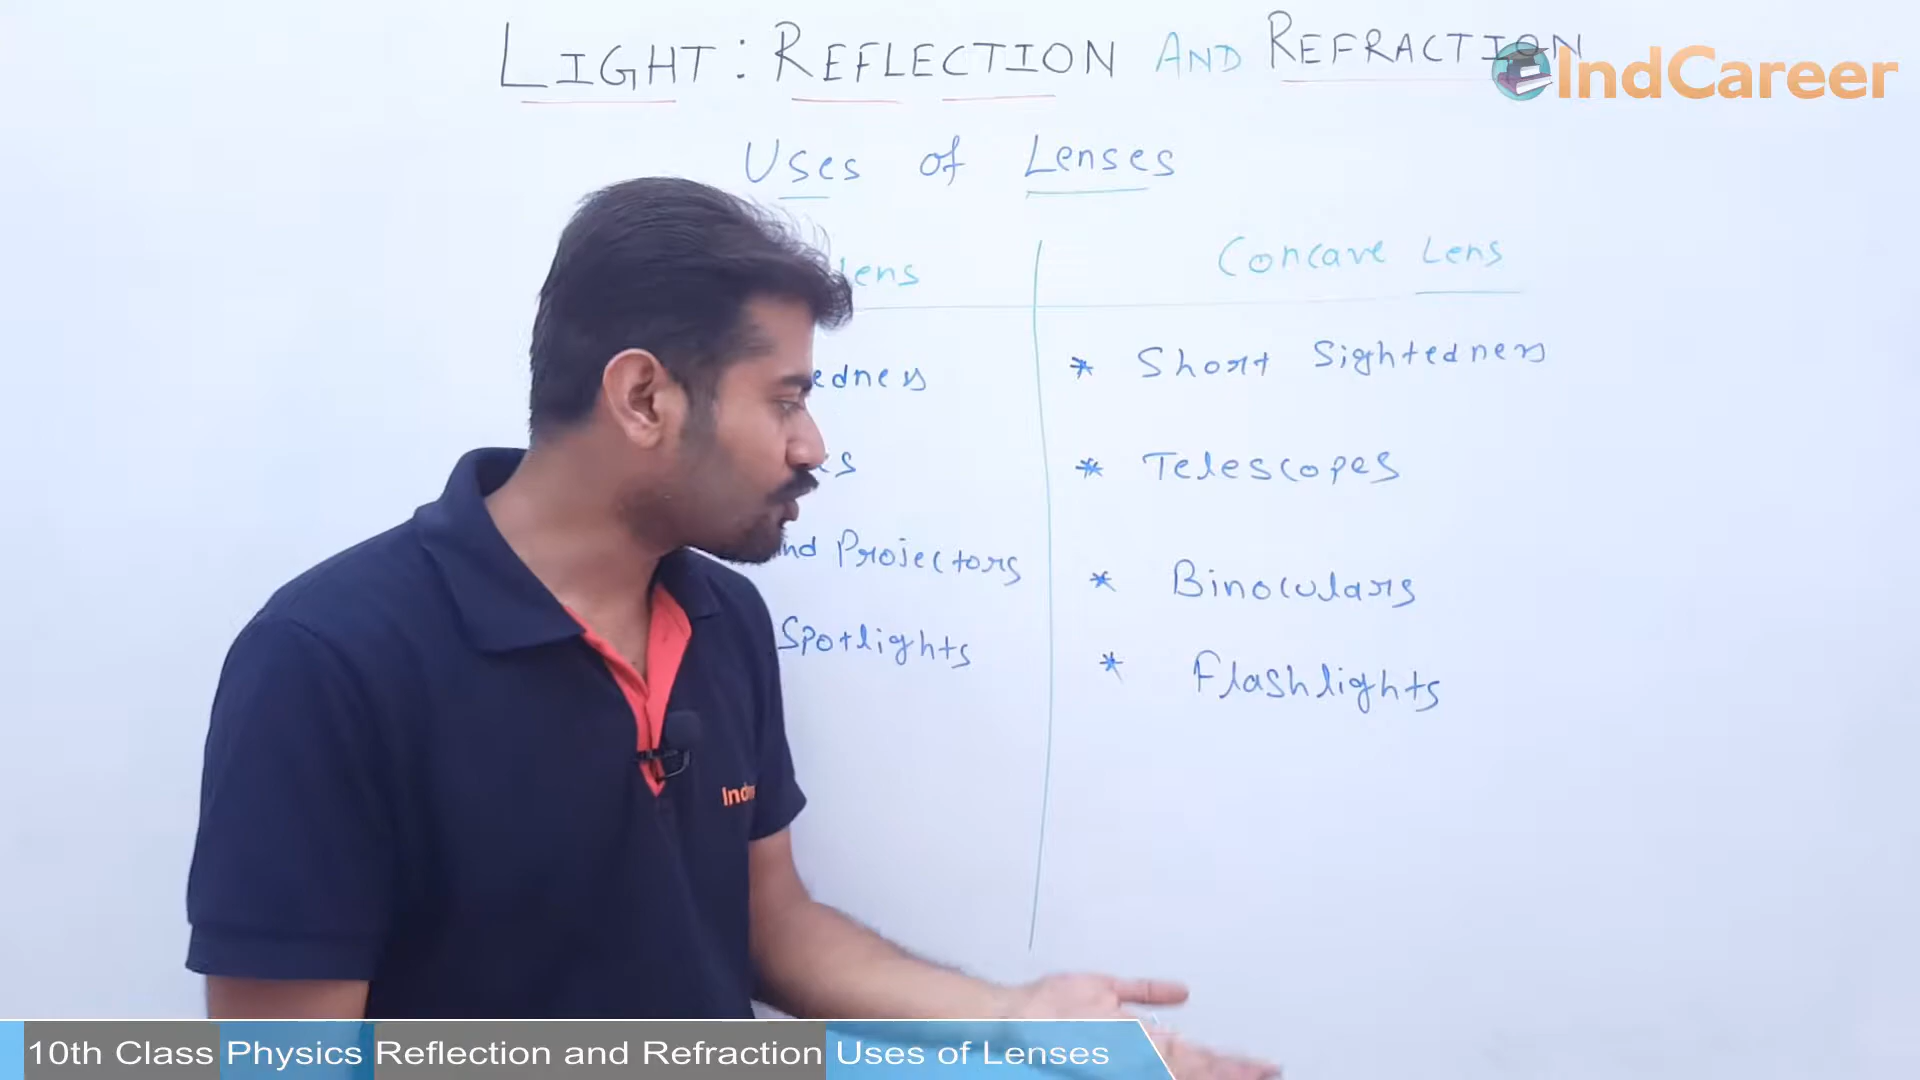 LIGHT: REFLECTION AND REFRACTION
IndCareer
Uses of Lenses
lens
Concave Lens
edness
* Short Sightedness
* Telescopes
nd Projectors
* Binoculars
Spotlights
* Flashlights
Ind
10th Class Physics Reflection and Refraction Uses of Lenses